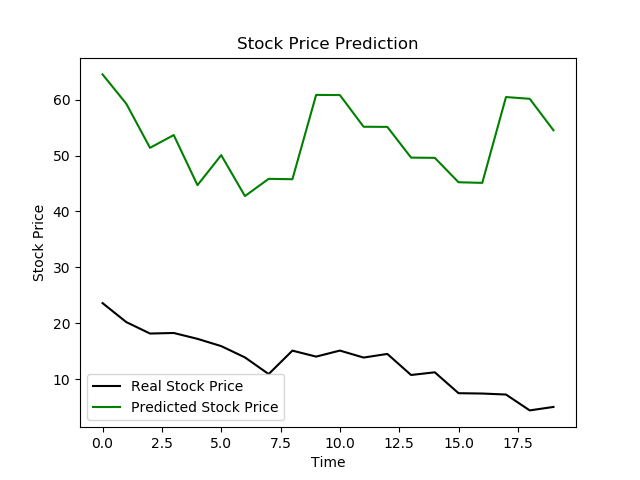 Stock Price Prediction
Stock Price
60
50
40
30
20
10
Real Stock Price
Predicted Stock Price
0.0 2.5 5.0 7.5 10.0 12.5 15.0 17.5
Time